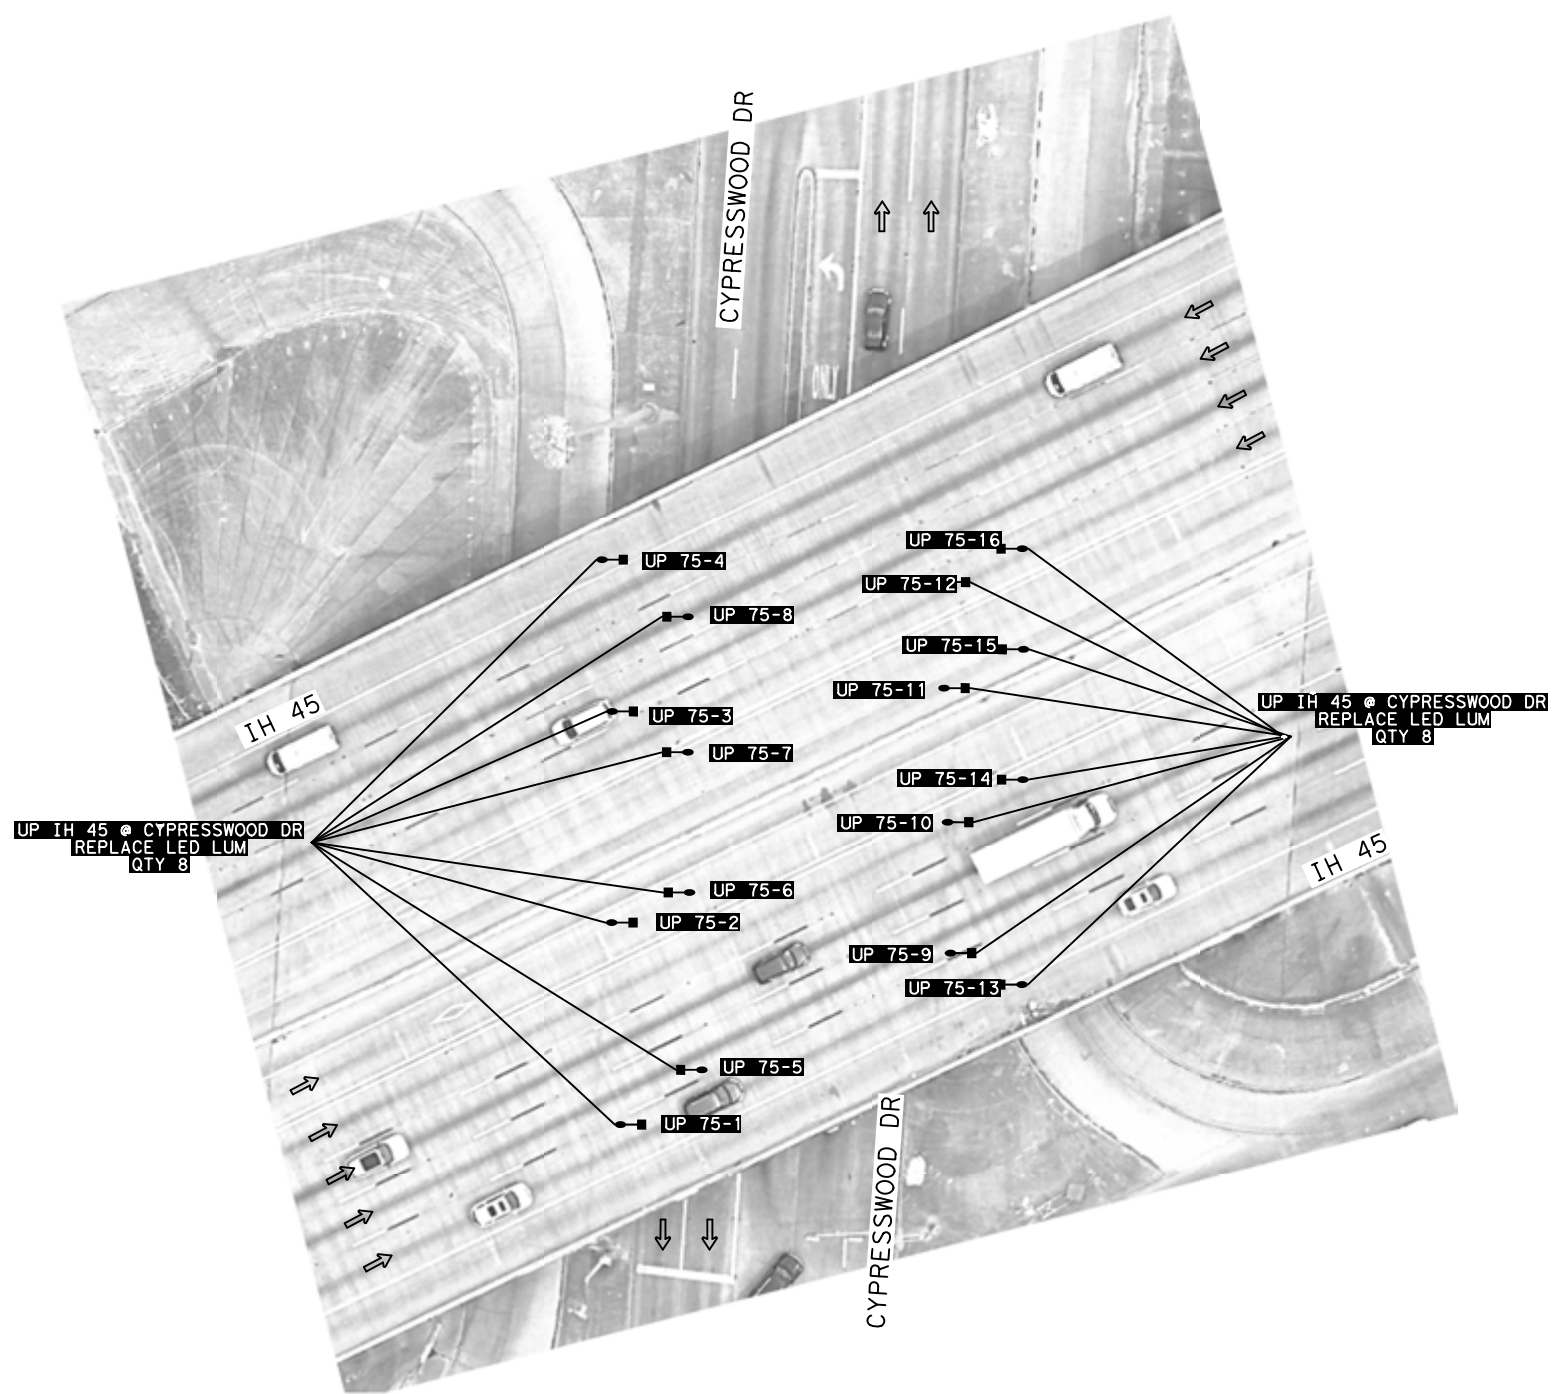 CYPRESSWOOD DR
UP 75-16
UP 75-4
UP 75-12
UP 75-8
UP 75-15
UP 75-11
IH 45
UP 75-3
UP IH 45 @ CYPRESSWOOD DR
REPLACE LED LUM
QTY 8
UP 75-7
UP 75-14
UP 75-10
UP IH 45 @ CYPRESSWOOD DR
REPLACE LED LUM
QTY 8
IH 45
UP 75-6
UP 75-2
UP 75-9
UP 75-13
UP 75-5
UP 75-1
CYPRESSWOOD DR
ONLY